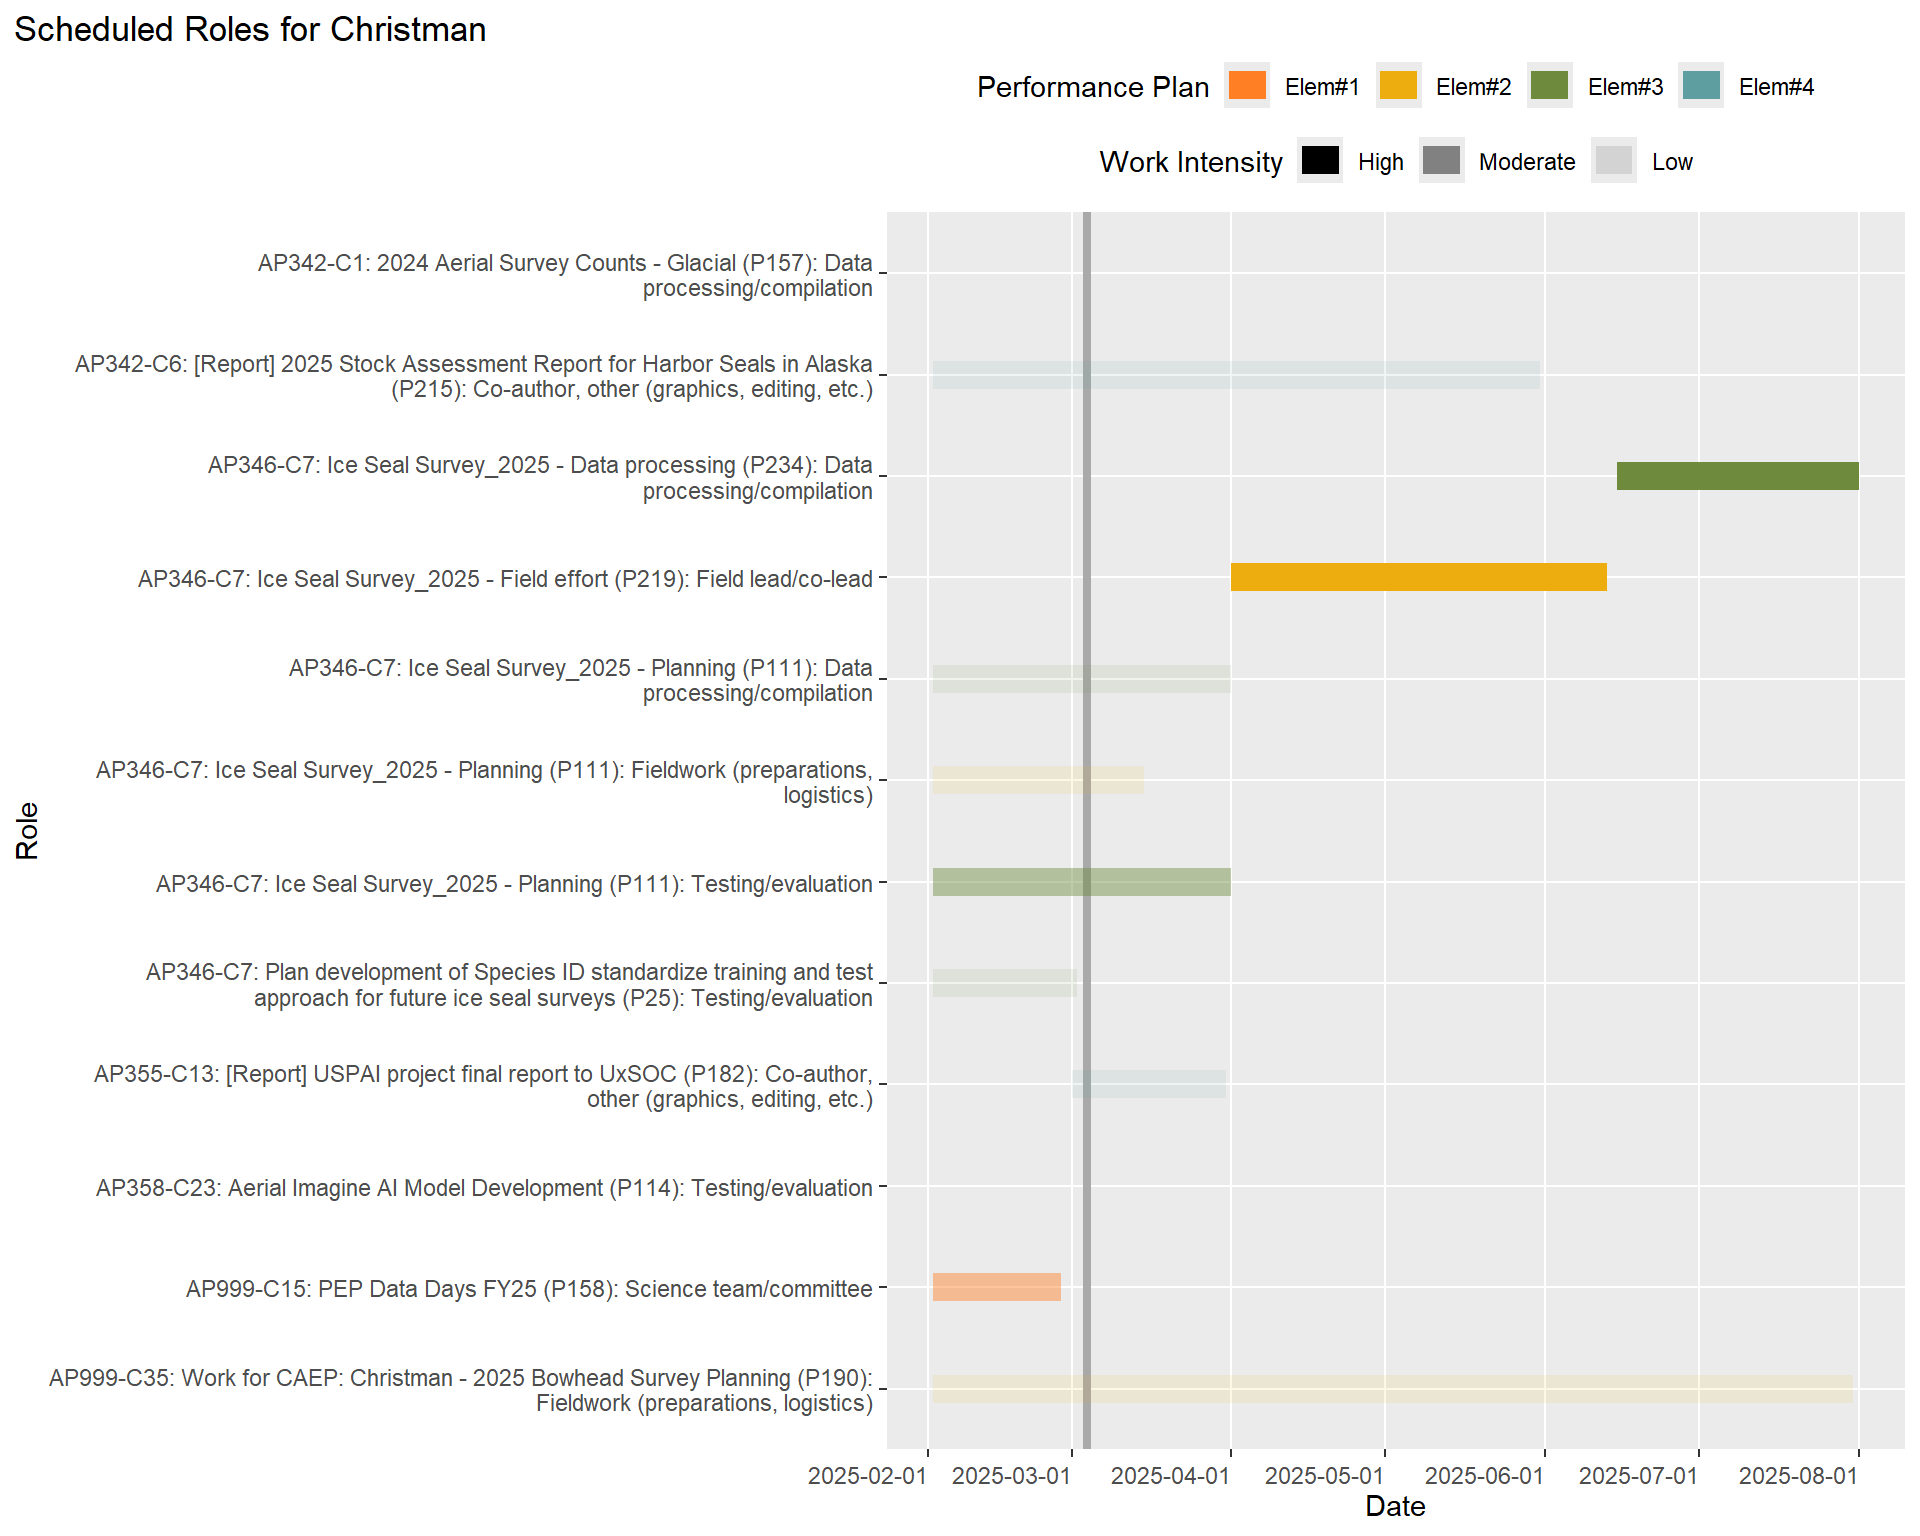 Scheduled Roles for Christman
Performance Plan Elem#1 Elem#2 Elem#3 Elem#4
Work Intensity High Moderate Low
AP342-C1: 2024 Aerial Survey Counts - Glacial (P157): Data
processing/compilation
AP342-C6: [Report] 2025 Stock Assessment Report for Harbor Seals in Alaska
(P215): Co-author, other (graphics, editing, etc.)
AP346-C7: Ice Seal Survey_2025 - Data processing (P234): Data
processing/compilation
AP346-C7: Ice Seal Survey_2025 - Field effort (P219): Field lead/co-lead
AP346-C7: Ice Seal Survey_2025 - Planning (P111): Data
processing/compilation
AP346-C7: Ice Seal Survey_2025 - Planning (P111): Fieldwork (preparations,
logistics)
AP346-C7: Ice Seal Survey_2025 - Planning (P111): Testing/evaluation
AP346-C7: Plan development of Species ID standardize training and test
approach for future ice seal surveys (P25): Testing/evaluation
AP355-C13: [Report] USPAI project final report to UxSOC (P182): Co-author,
other (graphics, editing, etc.)
AP358-C23: Aerial Imagine AI Model Development (P114): Testing/evaluation
AP999-C15: PEP Data Days FY25 (P158): Science team/committee
AP999-C35: Work for CAEP: Christman - 2025 Bowhead Survey Planning (P190):
Fieldwork (preparations, logistics)
Role
2025-02-01 2025-03-01 2025-04-01 2025-05-01 2025-06-01 2025-07-01 2025-08-01
Date